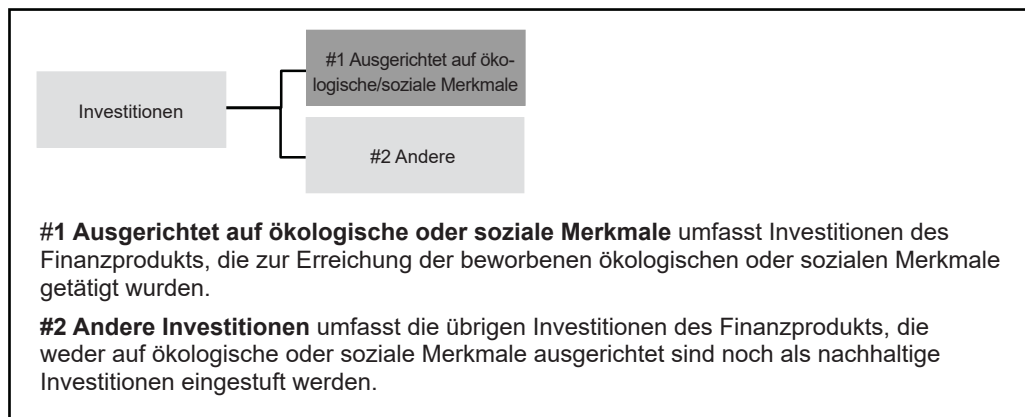 #1 Ausgerichtet auf öko-
logische/soziale Merkmale
Investitionen
#2 Andere
#1 Ausgerichtet auf ökologische oder soziale Merkmale umfasst Investitionen des
Finanzprodukts, die zur Erreichung der beworbenen ökologischen oder sozialen Merkmale
getätigt wurden.
#2 Andere Investitionen umfasst die übrigen Investitionen des Finanzprodukts, die
weder auf ökologische oder soziale Merkmale ausgerichtet sind noch als nachhaltige
Investitionen eingestuft werden.